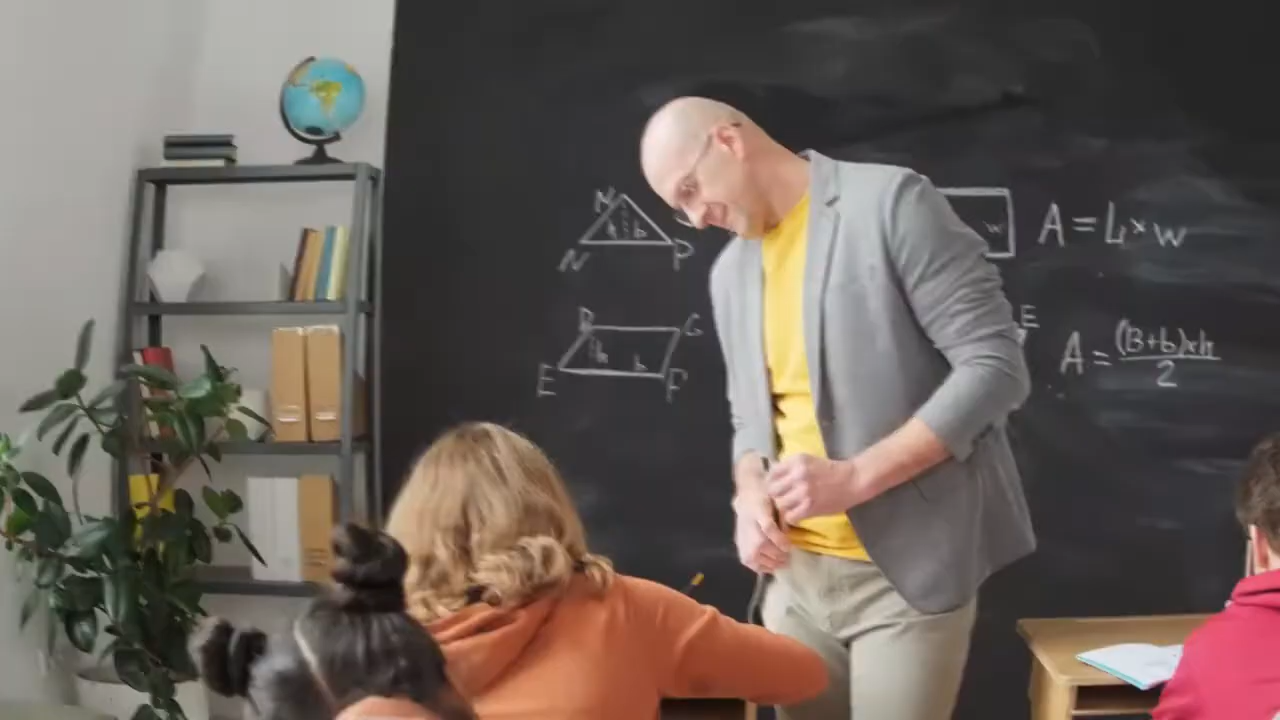 M
h b
N P
w
A = L × w
B G
h b
E F
E
A = (B+b)×h
2